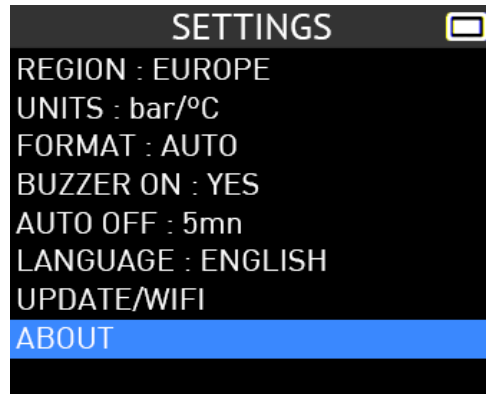 SETTINGS
REGION : EUROPE
UNITS : bar/ºC
FORMAT : AUTO
BUZZER ON : YES
AUTO OFF : 5mn
LANGUAGE : ENGLISH
UPDATE/WIFI
ABOUT